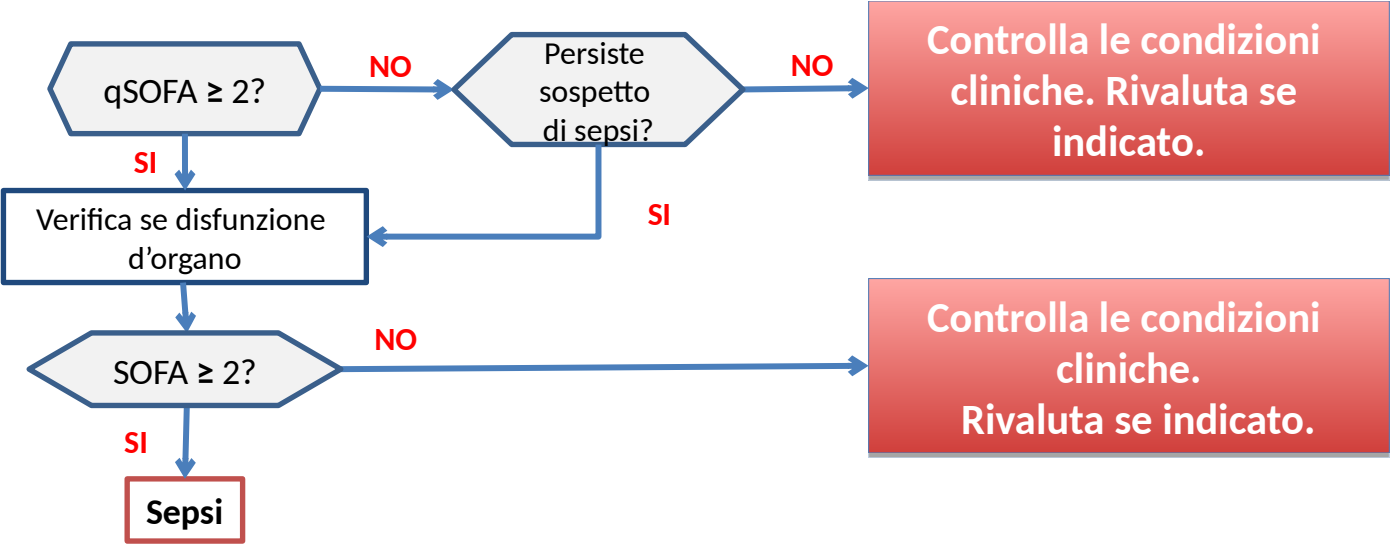 qSOFA ≥ 2?
NO
Persiste
sospetto
di sepsi?
NO
Controlla le condizioni
cliniche. Rivaluta se
indicato.
SI
SI
Verifica se disfunzione
d’organo
SOFA ≥ 2?
NO
Controlla le condizioni
cliniche.
Rivaluta se indicato.
SI
Sepsi